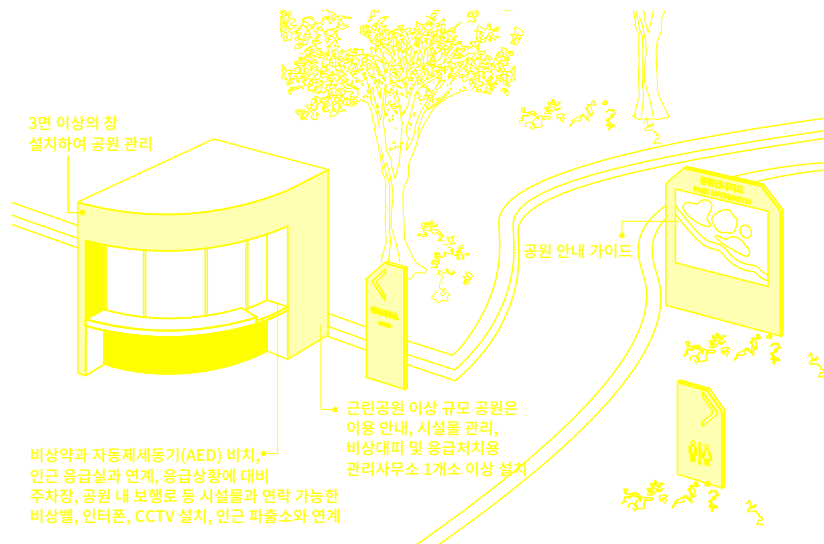 3면 이상의 창
설치하여 공원 관리
공원 안내 가이드
근린공원 이상 규모 공원은
이용 안내, 시설물 관리,
비상대피 및 응급처치용
관리사무소 1개소 이상 설치
비상약과 자동제세동기(AED) 비치,
인근 응급실과 연계, 응급상황에 대비
주차장, 공원 내 보행로 등 시설물과 연락 가능한
비상벨, 인터폰, CCTV 설치, 인근 파출소와 연계